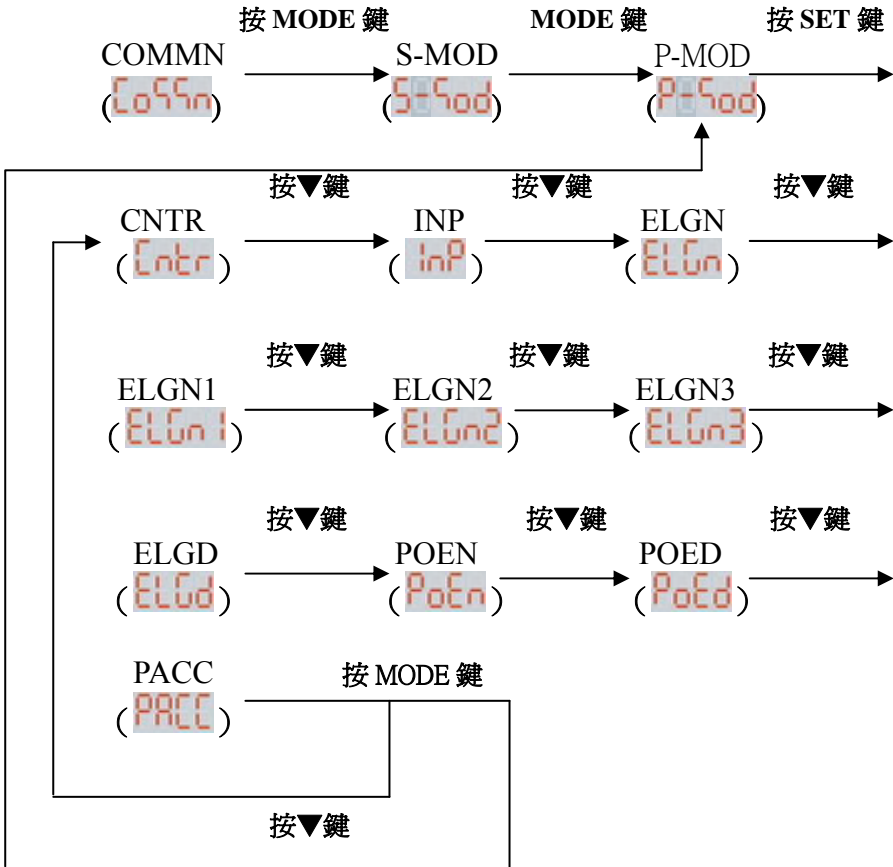 按 MODE 鍵 MODE 鍵 按 SET 鍵
COMMN S-MOD P-MOD
(CoSSn) (S-Sod) (P-Sod)
按▼鍵 按▼鍵 按▼鍵
CNTR INP ELGN
(Cntr) (InP) (ELGn)
按▼鍵 按▼鍵 按▼鍵
ELGN1 ELGN2 ELGN3
(ELGn1) (ELGn2) (ELGn3)
按▼鍵 按▼鍵 按▼鍵
ELGD POEN POED
(ELGd) (PoEn) (PoEd)
PACC 按 MODE 鍵
(PACC)
按▼鍵